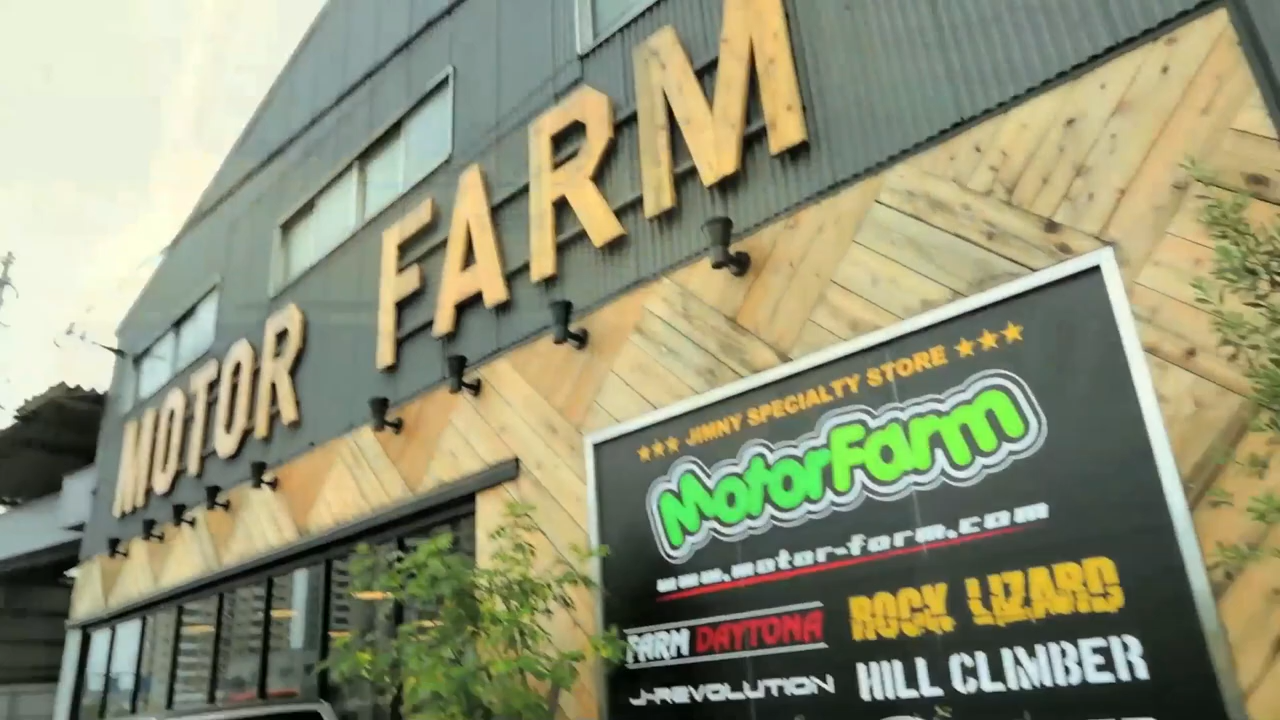 MOTOR FARM
★★★ JIMNY SPECIALTY STORE ★★★
MotorFarm
www.motor-farm.com
FARM DAYTONA
ROCK LIZARD
J-REVOLUTION
HILL CLIMBER